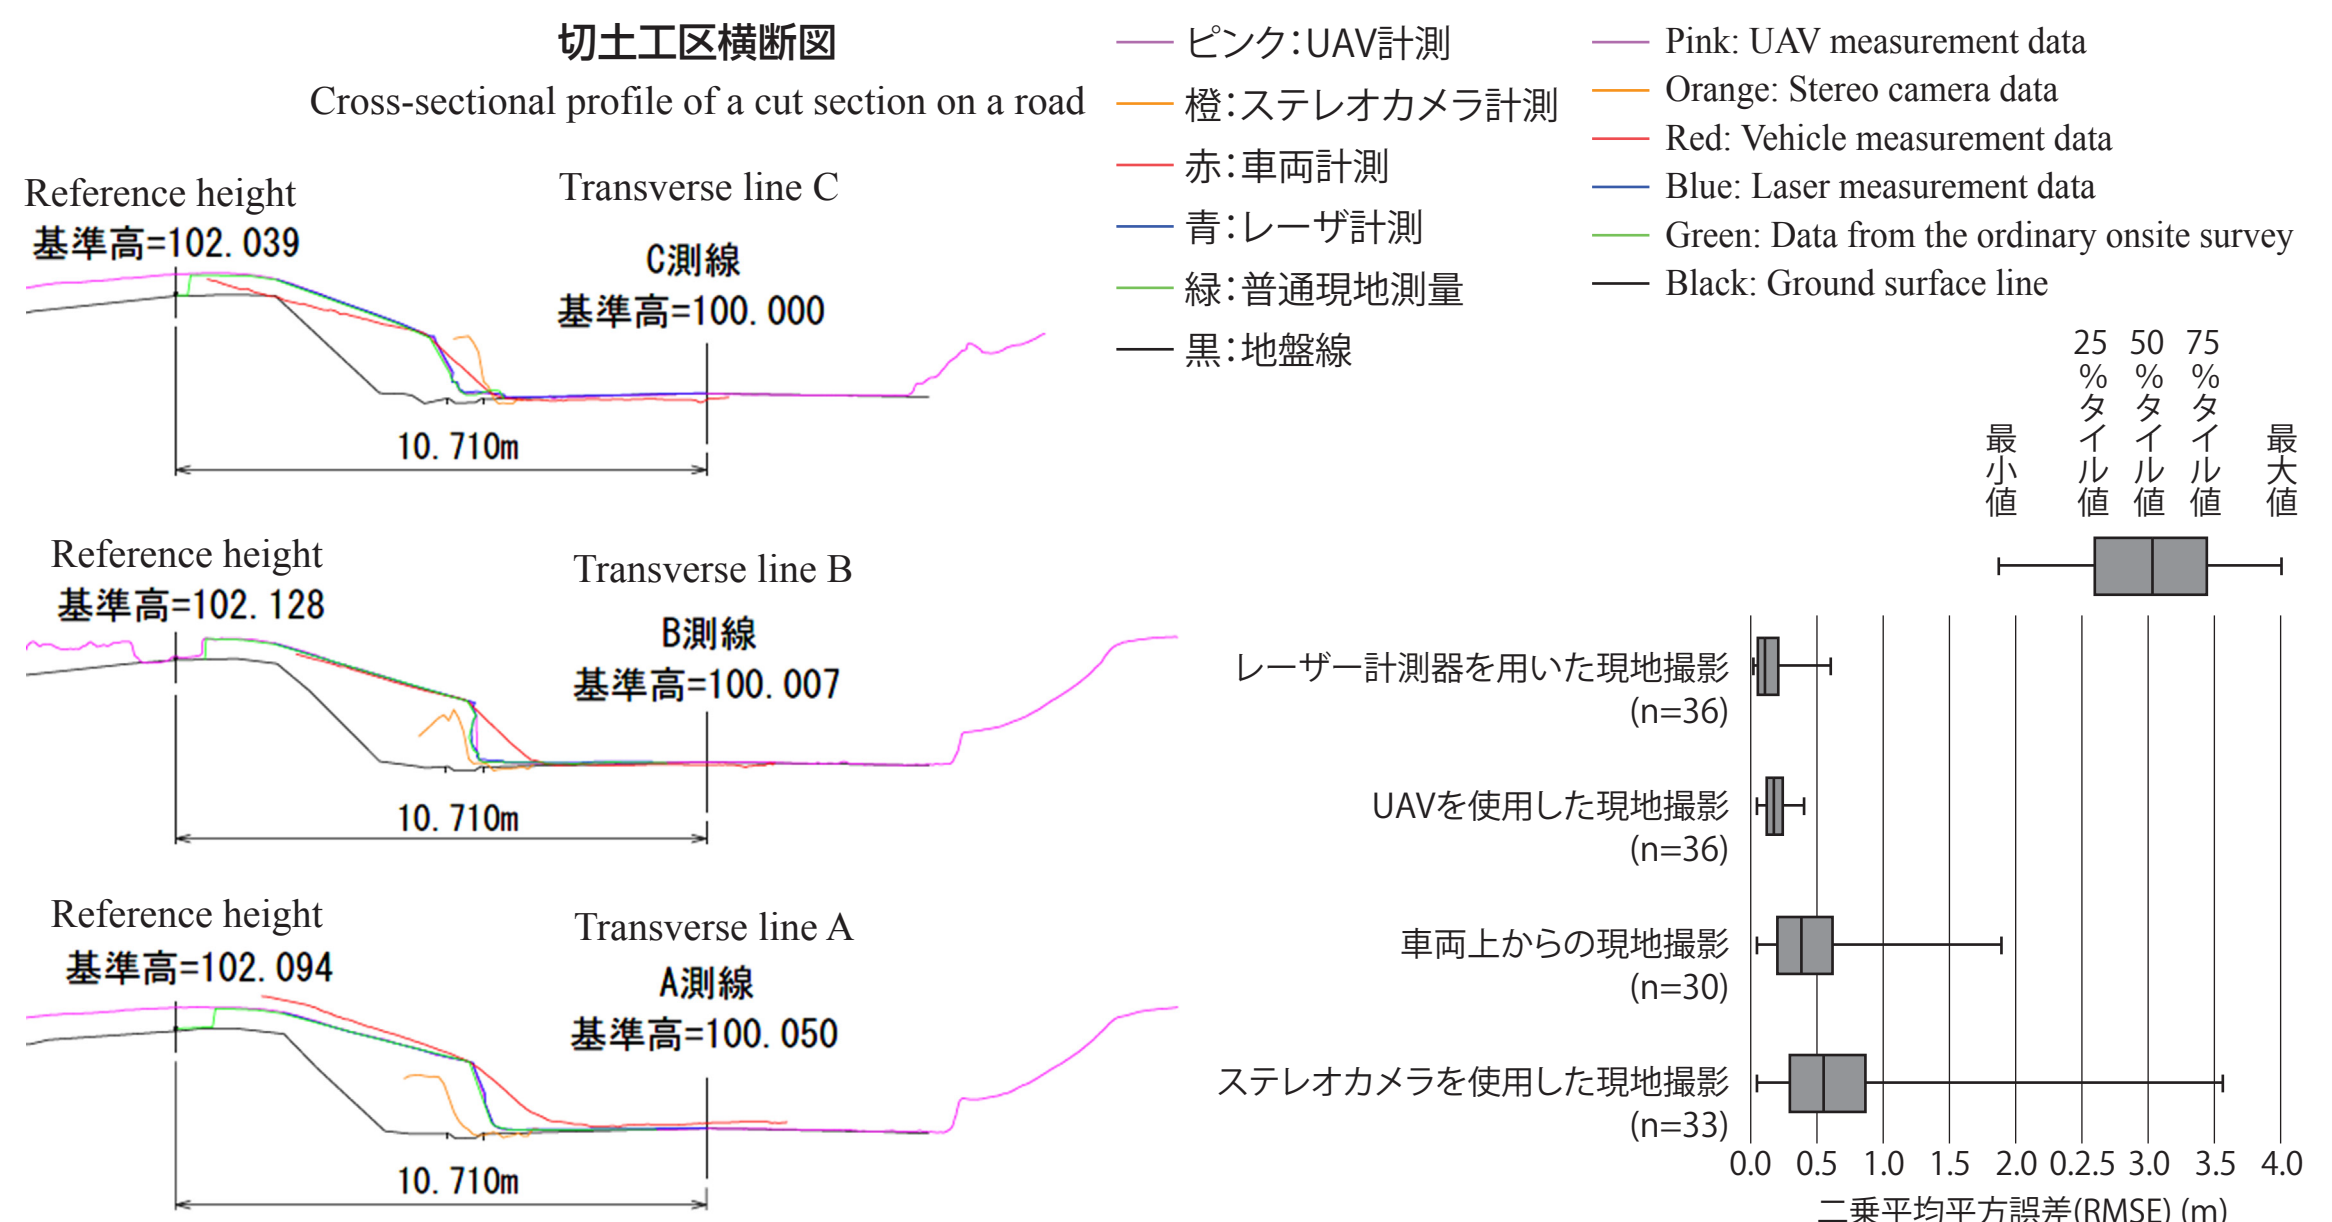 切土工区横断図
Cross-sectional profile of a cut section on a road
ピンク：UAV計測
橙：ステレオカメラ計測
赤：車両計測
青：レーザ計測
緑：普通現地測量
黒：地盤線
Pink: UAV measurement data
Orange: Stereo camera data
Red: Vehicle measurement data
Blue: Laser measurement data
Green: Data from the ordinary onsite survey
Black: Ground surface line
Reference height
基準高=102.039
Transverse line C
C測線
基準高=100.000
10.710m
Reference height
基準高=102.128
Transverse line B
B測線
基準高=100.007
10.710m
Reference height
基準高=102.094
Transverse line A
A測線
基準高=100.050
10.710m
最小値
25%タイル値
50%タイル値
75%タイル値
最大値
レーザー計測器を用いた現地撮影
(n=36)
UAVを使用した現地撮影
(n=36)
車両上からの現地撮影
(n=30)
ステレオカメラを使用した現地撮影
(n=33)
0.0 0.5 1.0 1.5 2.0 0.2.5 3.0 3.5 4.0
二乗平均平方誤差(RMSE) (m)